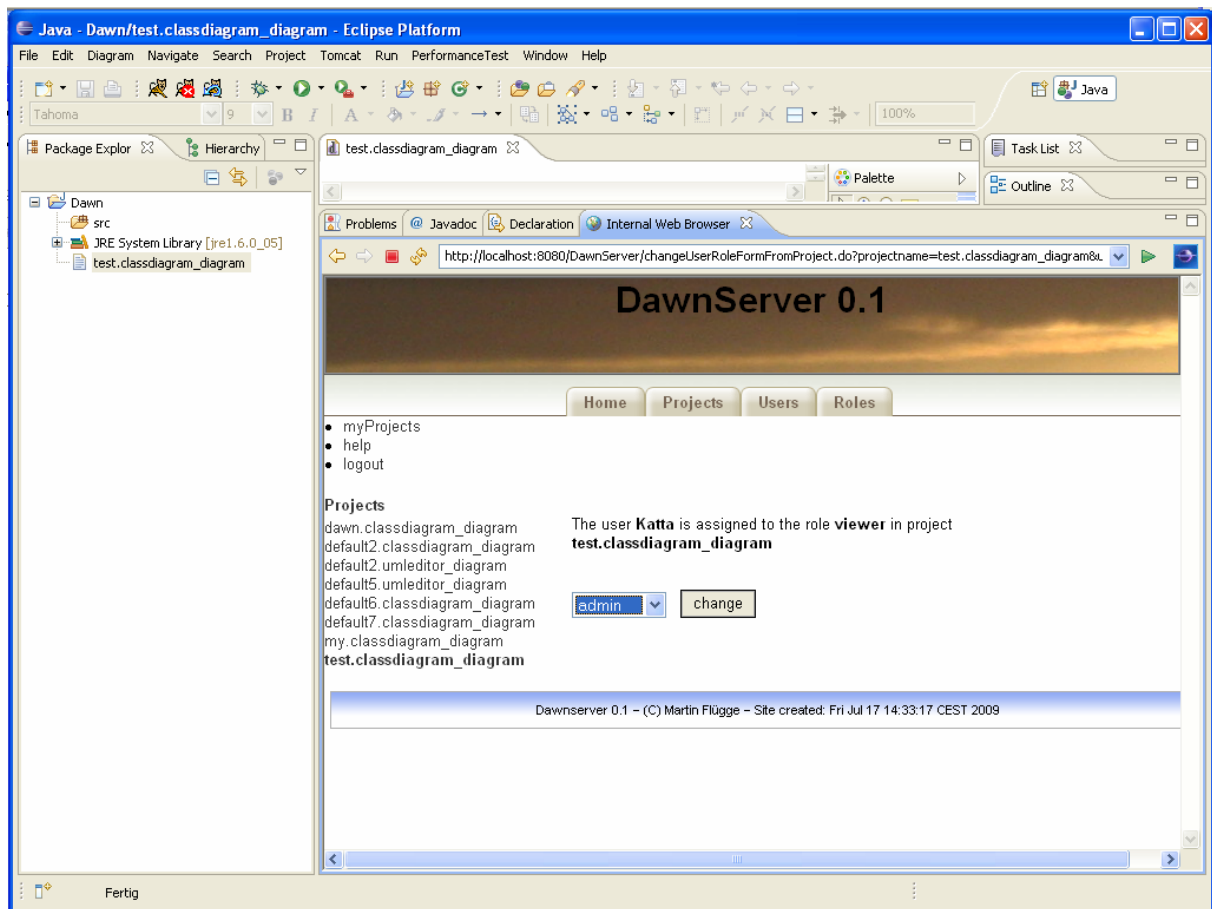 Java - Dawn/test.classdiagram_diagram - Eclipse Platform
File Edit Diagram Navigate Search Project Tomcat Run PerformanceTest Window Help
Java
Tahoma 9 B I A 100%
Package Explor Hierarchy
test.classdiagram_diagram
Task List
Palette
Outline
Dawn
src
JRE System Library [jre1.6.0_05]
test.classdiagram_diagram
Problems @ Javadoc Declaration Internal Web Browser
http://localhost:8080/DawnServer/changeUserRoleFormFromProject.do?projectname=test.classdiagram_diagram&u
DawnServer 0.1
Home Projects Users Roles
• myProjects
• help
• logout
Projects
dawn.classdiagram_diagram
default2.classdiagram_diagram
default2.umleditor_diagram
default5.umleditor_diagram
default6.classdiagram_diagram
default7.classdiagram_diagram
my.classdiagram_diagram
test.classdiagram_diagram
The user Katta is assigned to the role viewer in project
test.classdiagram_diagram
admin change
Dawnserver 0.1 – (C) Martin Flügge – Site created: Fri Jul 17 14:33:17 CEST 2009
Fertig